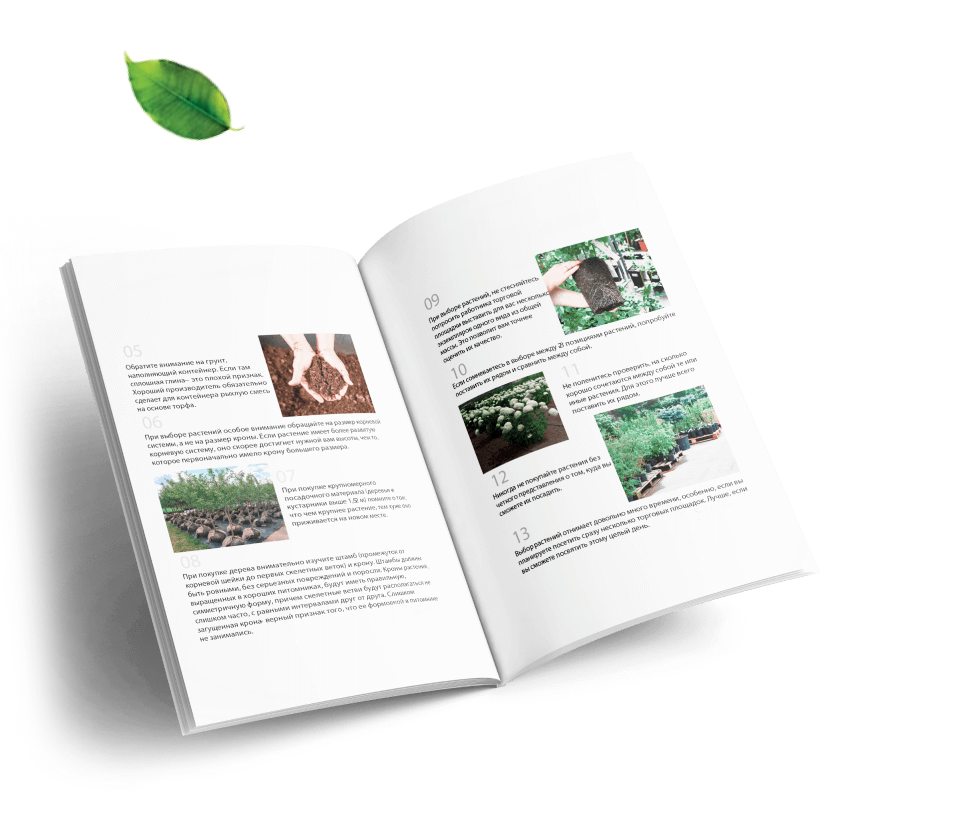 05
Обратите внимание на грунт,
наполняющий контейнер. Если там
сплошная глина– это плохой признак.
Хороший производитель обязательно
сделает для контейнера рыхлую смесь
на основе торфа.
06
При выборе растений особое внимание обращайте на размер корневой
системы, а не на размер кроны. Если растение имеет более развитую
корневую систему, оно скорее достигнет нужной вам высоты, чем то,
которое первоначально имело крону большего размера.
07
При покупке крупномерного
посадочного материала (деревья и
кустарники выше 1.5 м) помните о том,
что чем крупнее растение, тем хуже оно
приживается на новом месте.
08
При покупке дерева внимательно изучите штамб (промежуток от
корневой шейки до первых скелетных веток) и крону. Штамбы должны
быть ровными, без серьезных повреждений и поросли. Кроны растений,
выращенных в хороших питомниках, будут иметь правильную,
симметричную форму, причем скелетные ветви будут располагаться не
слишком часто, с равными интервалами друг от друга. Слишком
загущенная крона– верный признак того, что ее формовкой в питомнике
не занимались.
09
При выборе растений, не стесняйтесь
попросить работника торговой
площадки выставить для вас несколько
экземпляров одного вида из общей
массы. Это позволит вам точнее
оценить их качество.
10
Если сомневаетесь в выборе между 2\ позициями растений, попробуйте
поставить их рядом и сравнить между собой.
11
Не поленитесь проверить, на сколько
хорошо сочетаются между собой те или
иные растения. Для этого лучше всего
поставить их рядом.
12
Никогда не покупайте растения без
четкого представления о том, куда вы
сможете их посадить.
13
Выбор растений отнимает довольно много времени, особенно, если вы
планируете посетить сразу несколько торговых площадок. Лучше, если
вы сможете посвятить этому целый день.